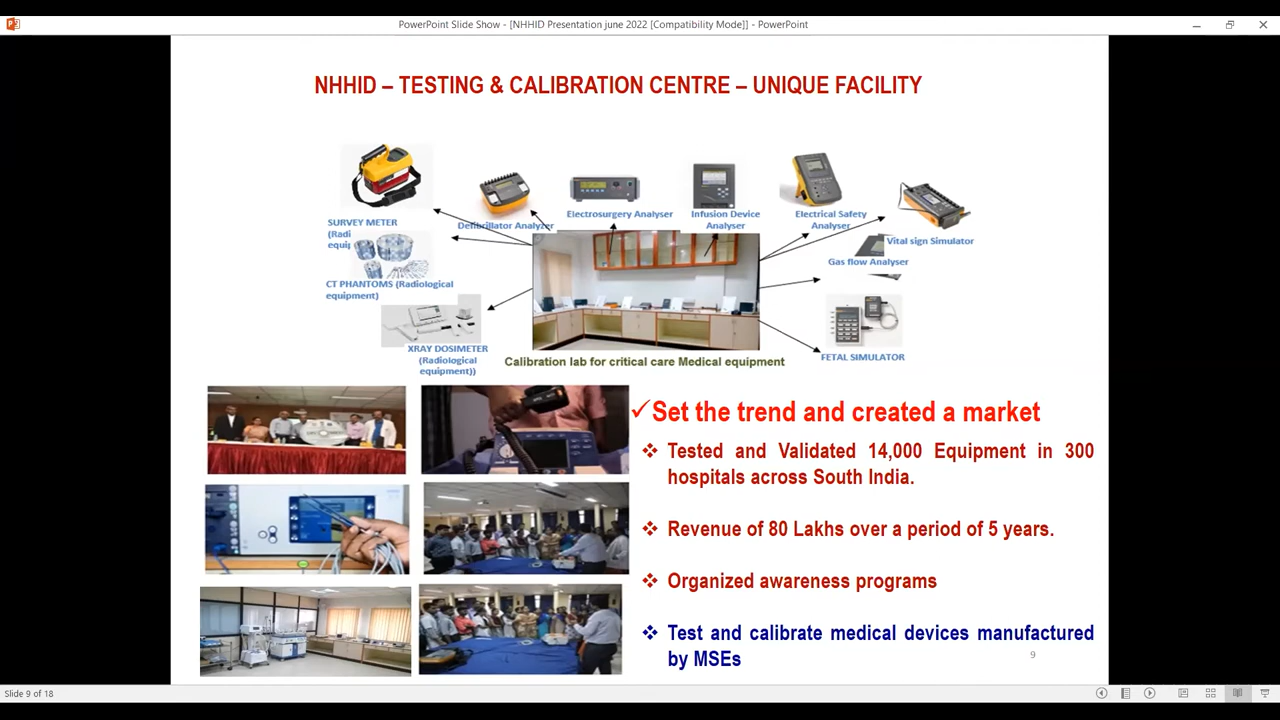 PowerPoint Slide Show - [NHHID Presentation june 2022 [Compatibility Mode]] - PowerPoint
NHHID – TESTING & CALIBRATION CENTRE – UNIQUE FACILITY
SURVEY METER
(Radi
equi
Defibrillator Analyzer
Electrosurgery Analyser
Infusion Device
Analyser
Electrical Safety
Analyser
Vital sign Simulator
Gas flow Analyser
CT PHANTOMS (Radiological
equipment)
XRAY DOSIMETER
(Radiological
equipment))
FETAL SIMULATOR
Calibration lab for critical care Medical equipment
✓Set the trend and created a market
❖ Tested and Validated 14,000 Equipment in 300
hospitals across South India.
❖ Revenue of 80 Lakhs over a period of 5 years.
❖ Organized awareness programs
❖ Test and calibrate medical devices manufactured
by MSEs
9
Slide 9 of 18